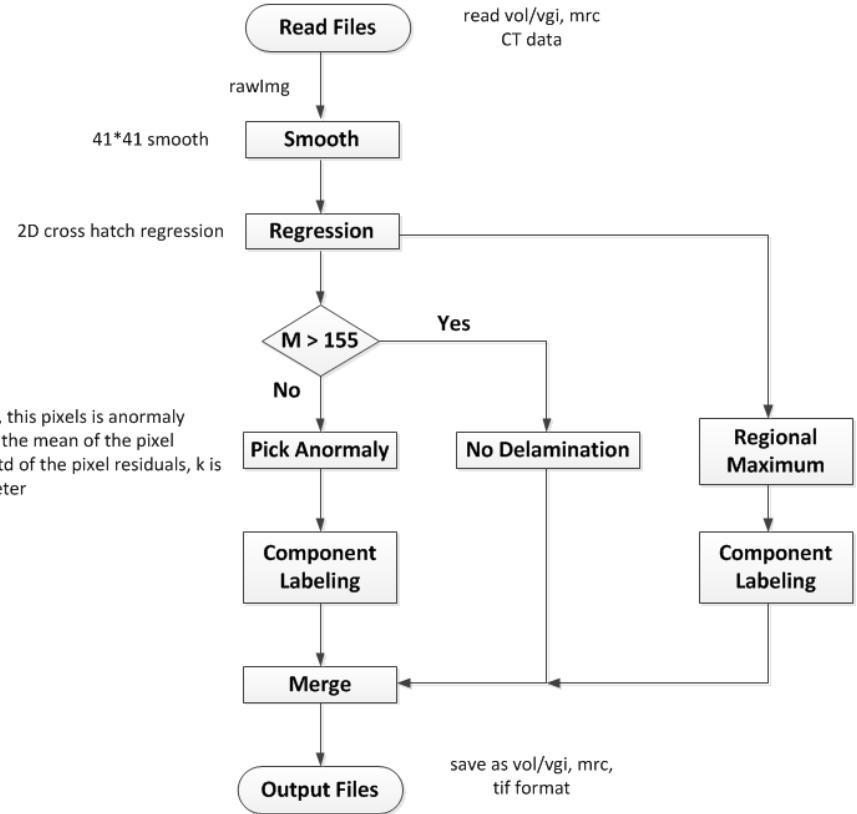 Read Files
read vol/vgi, mrc
CT data
rawImg
41*41 smooth
Smooth
2D cross hatch regression
Regression
M > 155
Yes
No
, this pixels is anormaly
the mean of the pixel
td of the pixel residuals, k is
eter
Pick Anormaly
No Delamination
Regional
Maximum
Component
Labeling
Component
Labeling
Merge
save as vol/vgi, mrc,
tif format
Output Files